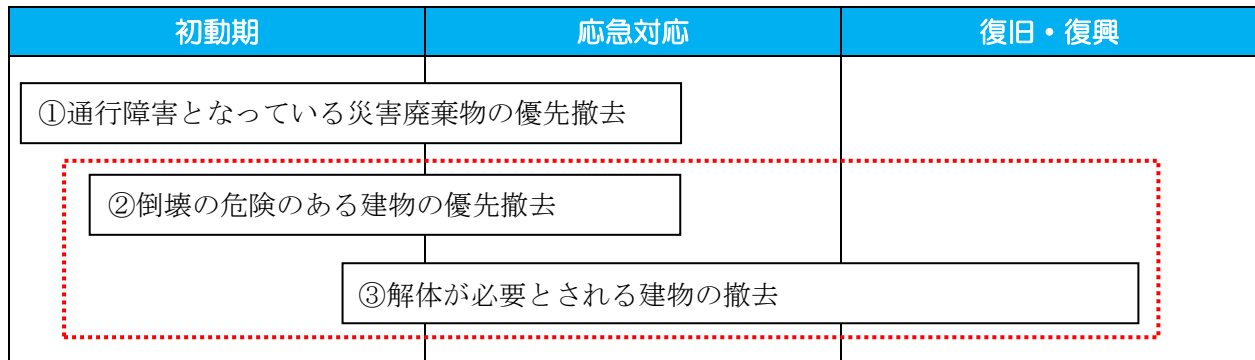 初動期
応急対応
復旧・復興
①通行障害となっている災害廃棄物の優先撤去
②倒壊の危険のある建物の優先撤去
③解体が必要とされる建物の撤去